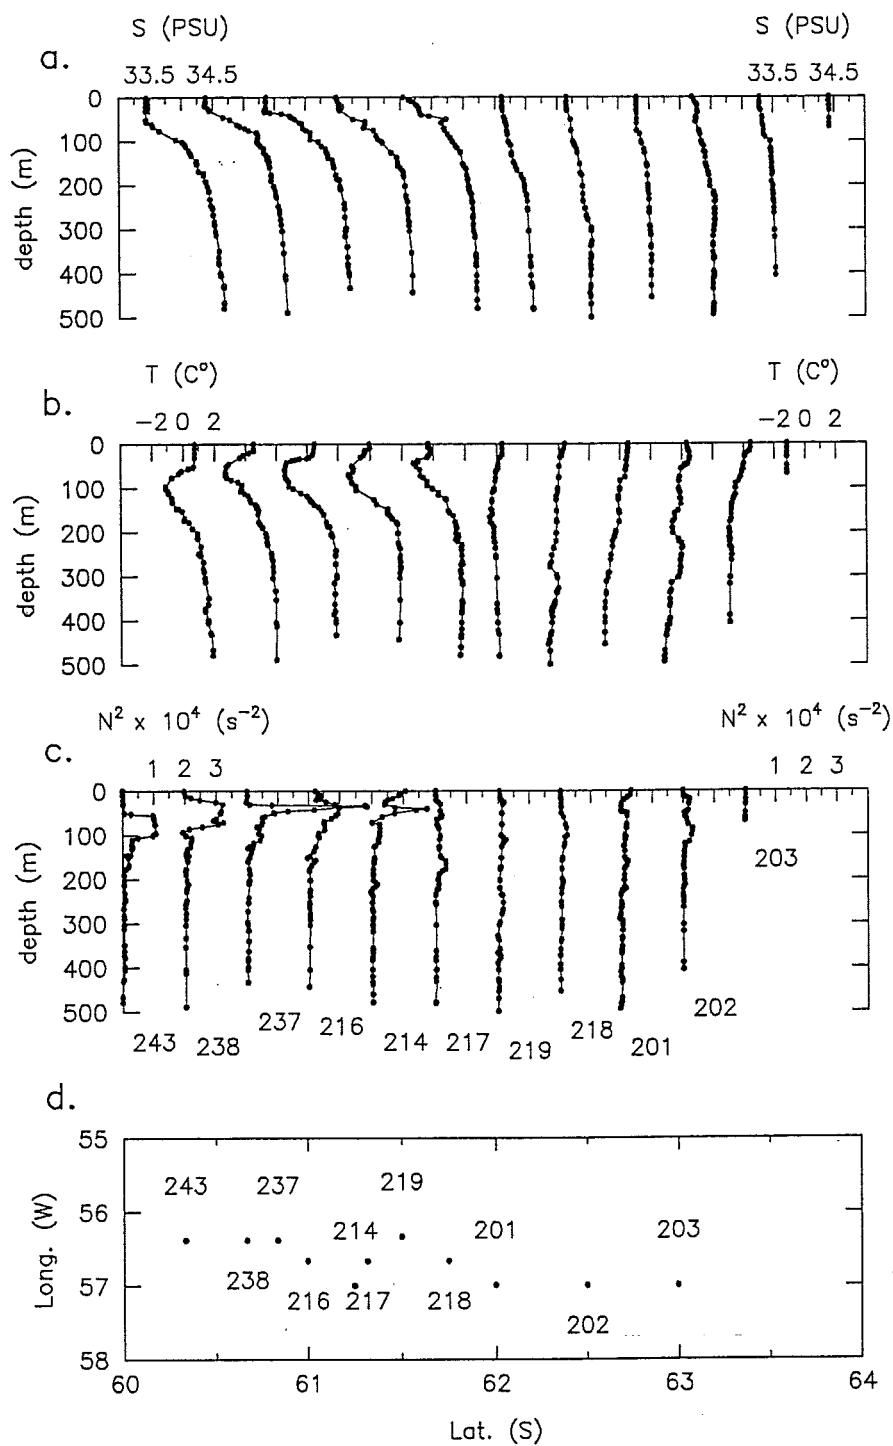 S (PSU) S (PSU)
a.
33.5 34.5 33.5 34.5
0
100
200
300
400
500
depth (m)
T (C°) T (C°)
b.
−2 0 2 −2 0 2
0
100
200
300
400
500
depth (m)
N² x 10⁴ (s⁻²) N² x 10⁴ (s⁻²)
c.
1 2 3 1 2 3
0
100
200
300
400
500
depth (m)
203
202
237 216 218
243 238 214 217 219 201
d.
55
56
57
58
Long. (W)
243 237 219
214 201 203
238
216 217 218
202
60 61 62 63 64
Lat. (S)